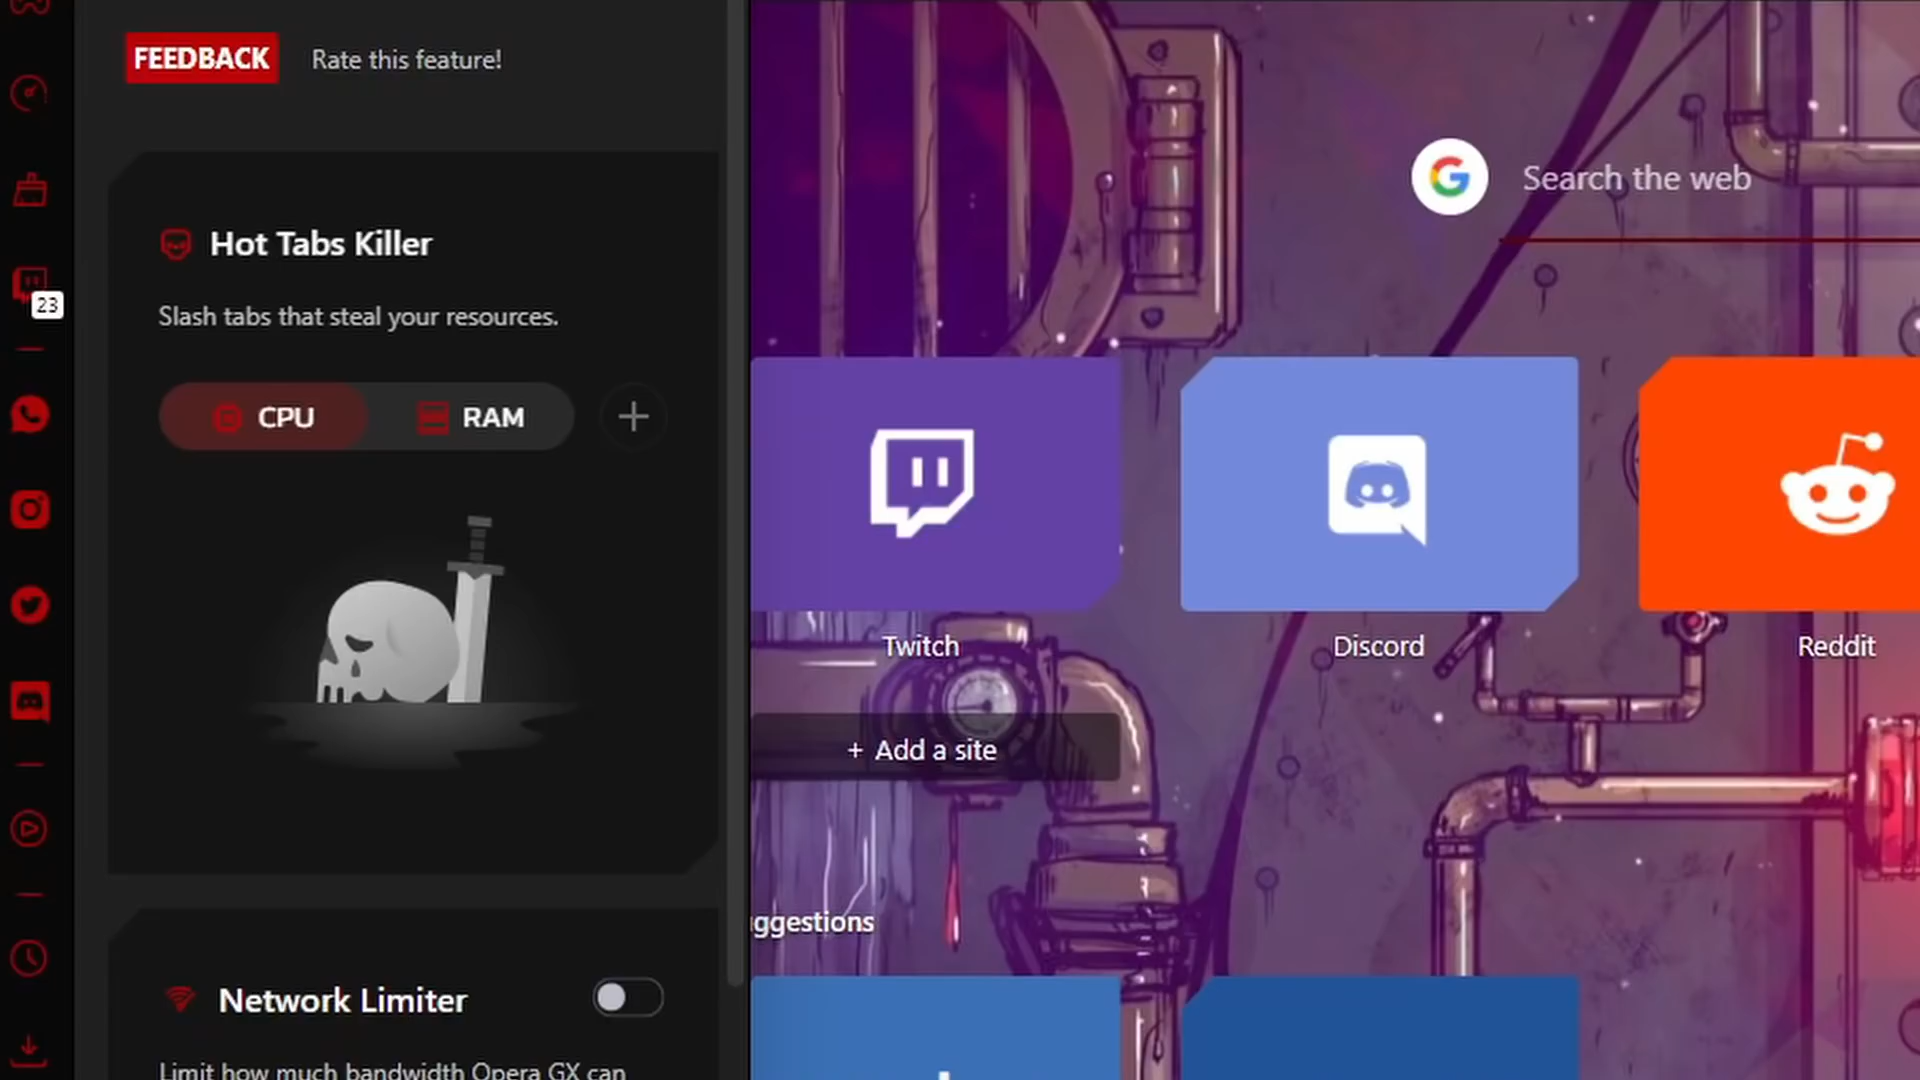 FEEDBACK
Rate this feature!
Hot Tabs Killer
Slash tabs that steal your resources.
CPU
RAM
23
Network Limiter
Limit how much bandwidth Opera GX can
Search the web
Twitch
Discord
Reddit
+ Add a site
ggestions